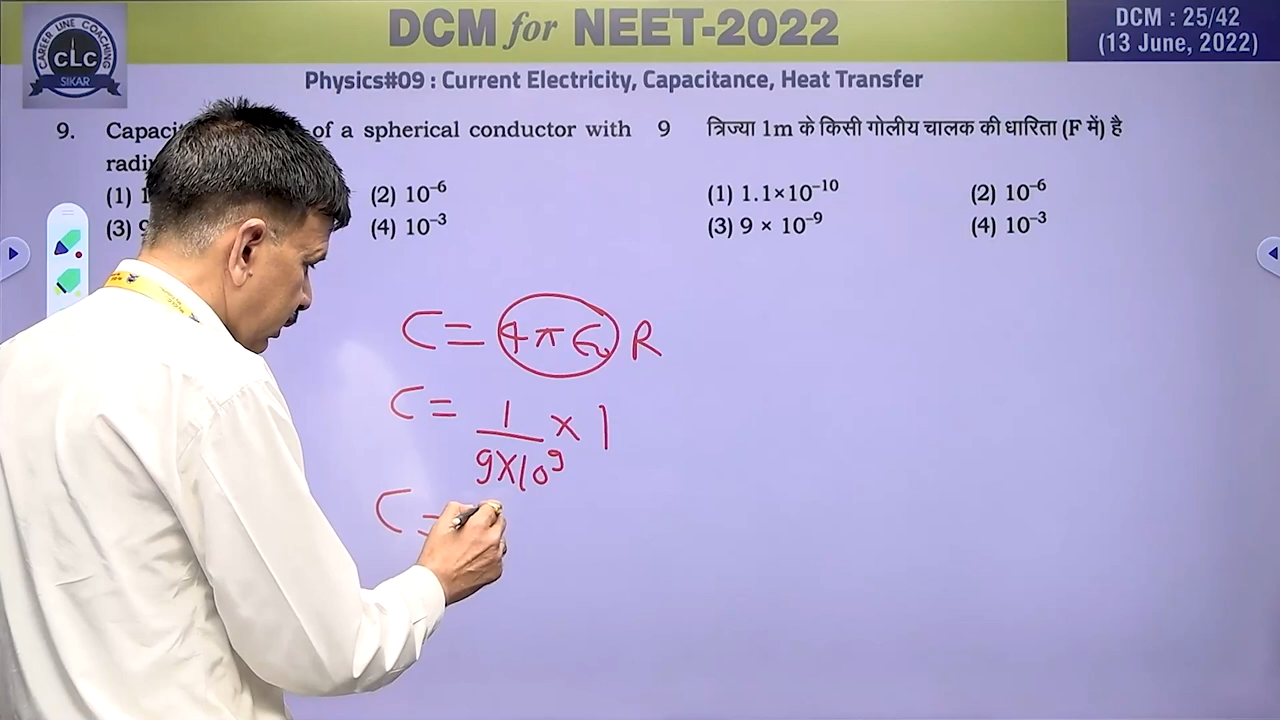 DCM for NEET-2022
DCM : 25/42
(13 June, 2022)
CAREER LINE COACHING
CLC
SIKAR
Physics#09 : Current Electricity, Capacitance, Heat Transfer
9. of a spherical conductor with
(1) 1 (2) 10⁻⁶
(3) 9 (4) 10⁻³
9 त्रिज्या 1m के किसी गोलीय चालक की धारिता (F में) है
(1) 1.1×10⁻¹⁰ (2) 10⁻⁶
(3) 9 × 10⁻⁹ (4) 10⁻³
C = 4π∈₀ R
C = 1/9×10⁹ × 1
C =